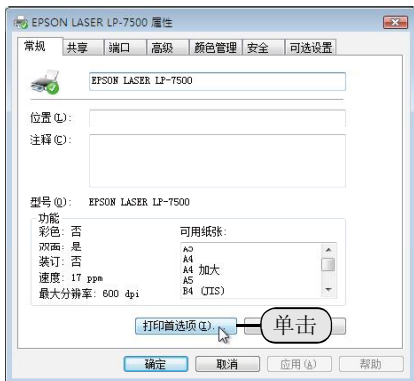 EPSON LASER LP-7500 属性
常规 共享 端口 高级 颜色管理 安全 可选设置
EPSON LASER LP-7500
位置(L):
注释(C):
型号(O): EPSON LASER LP-7500
功能
彩色: 否 可用纸张:
双面: 是 A3
装订: 否 A4
速度: 17 ppm A4 加大
最大分辨率: 600 dpi A5
B4 (JIS)
打印首选项(I). 单击
确定 取消 应用(A) 帮助